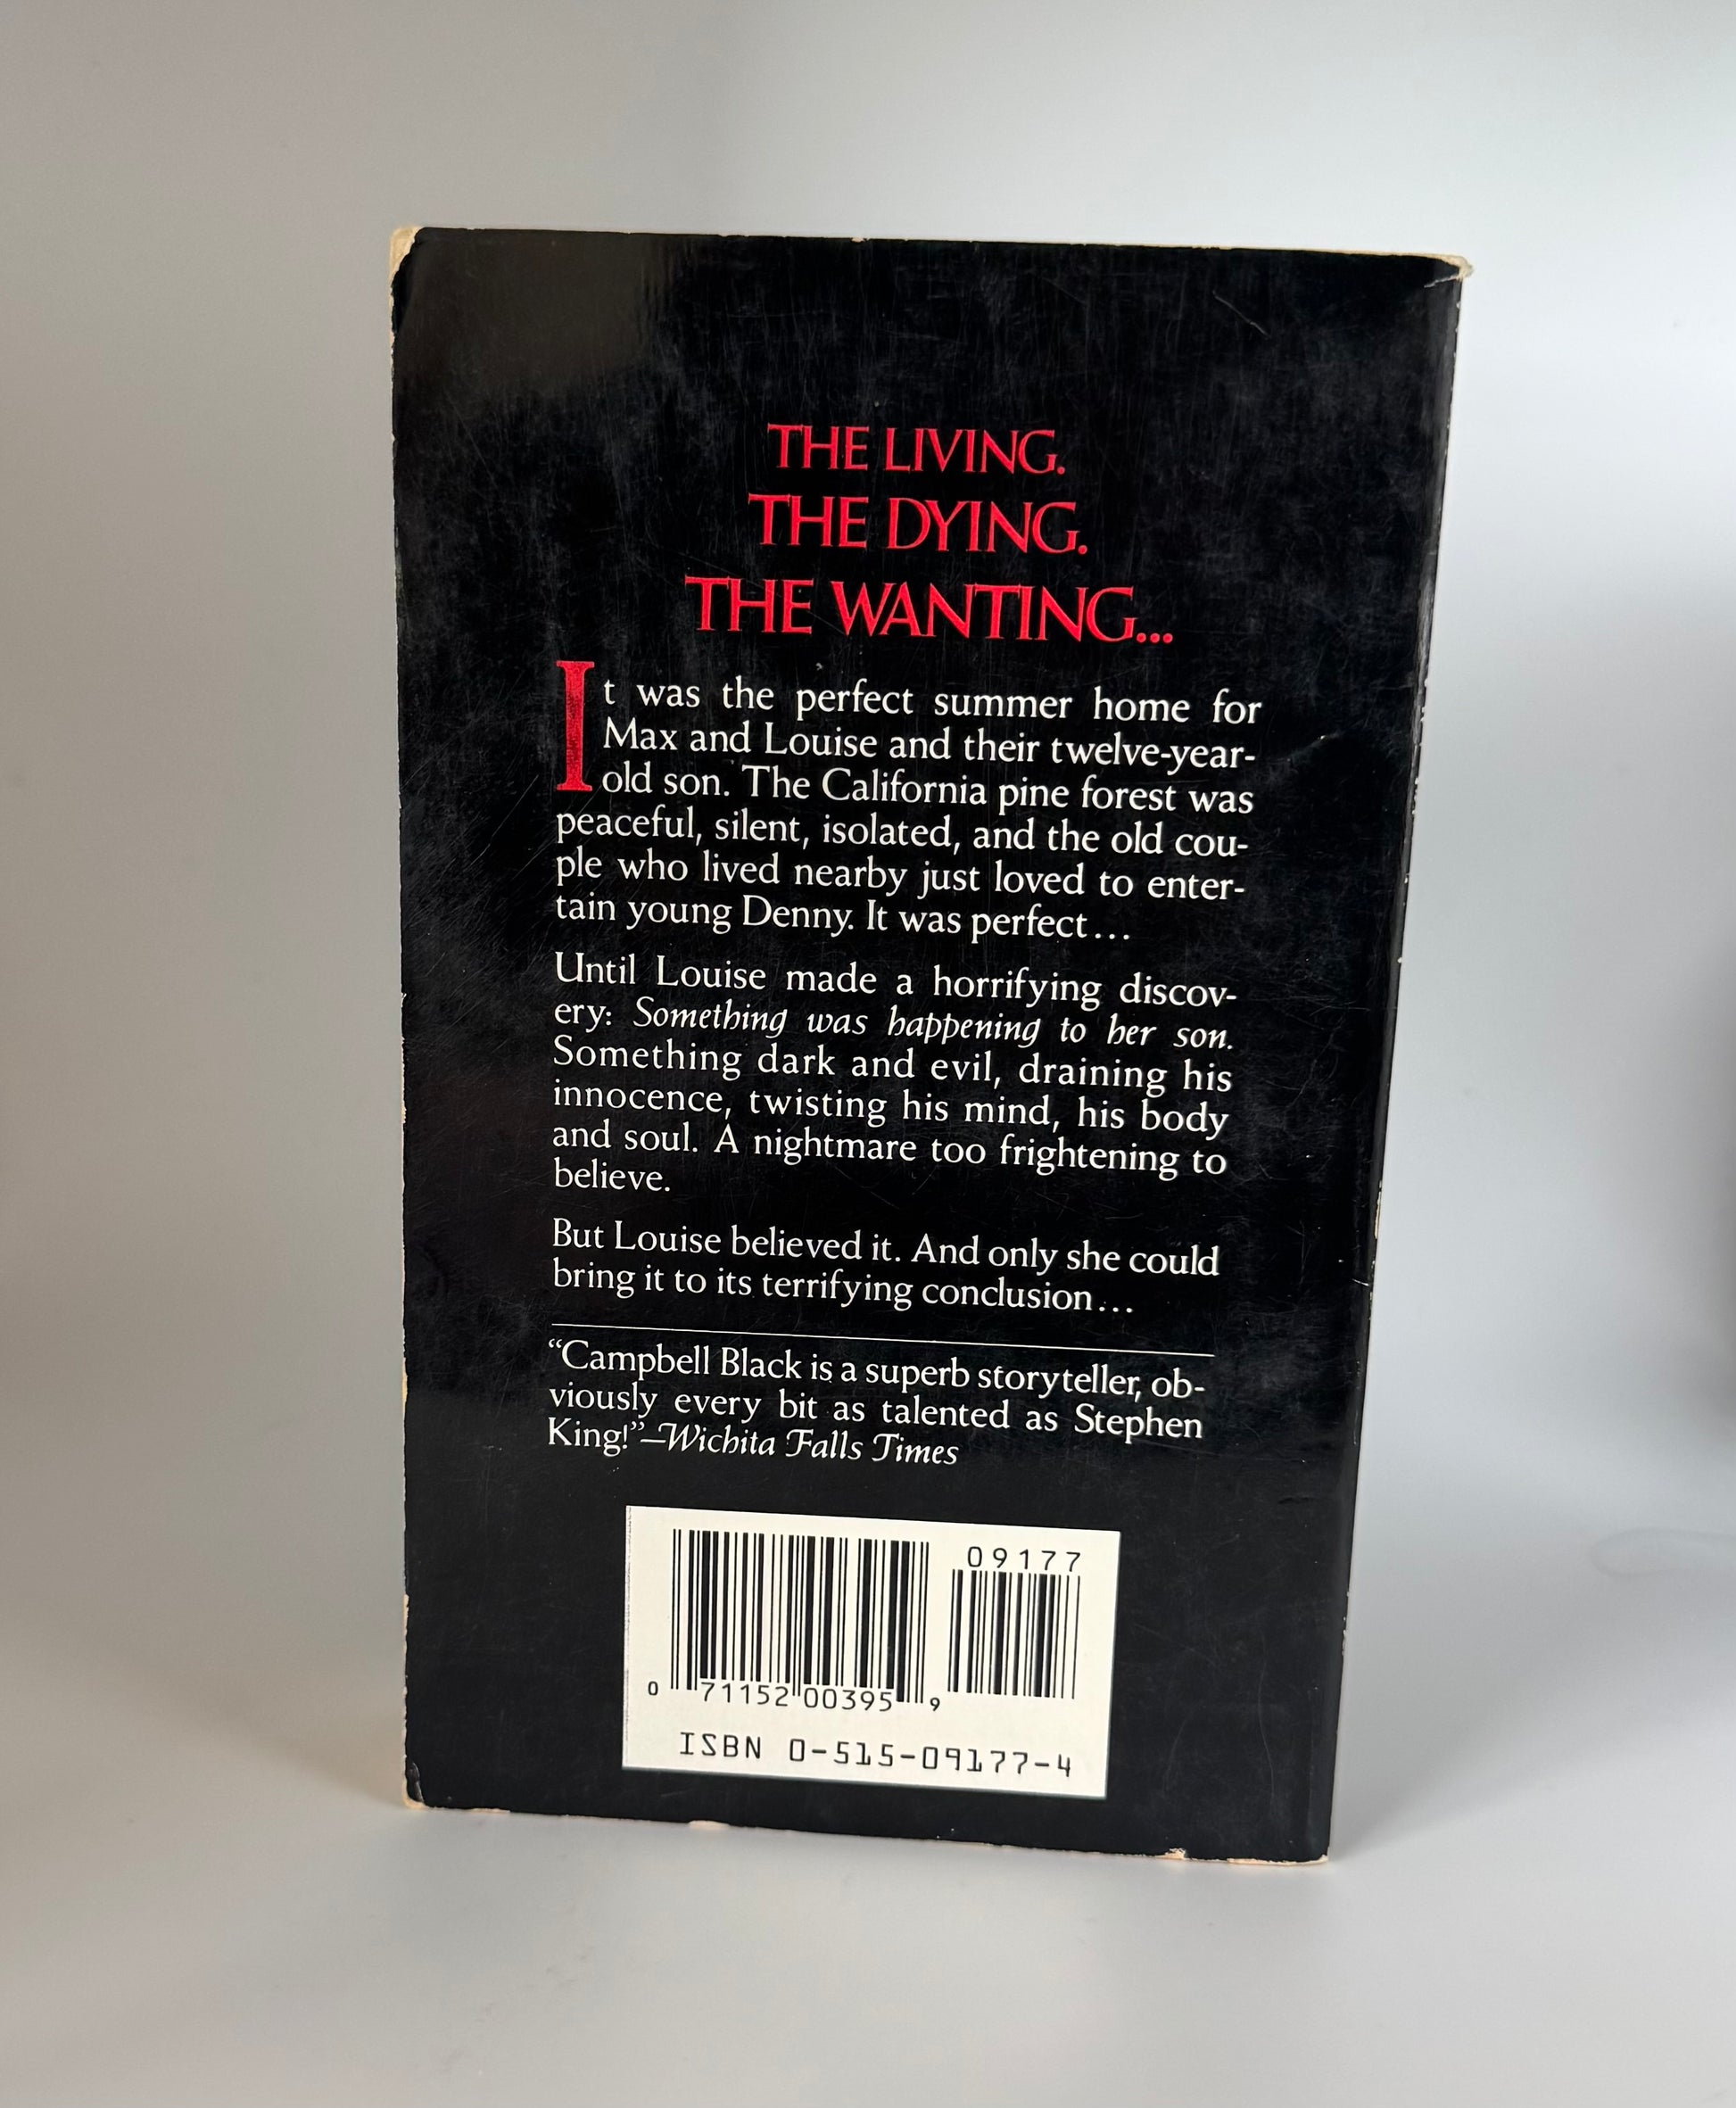 THE LIVING.
THE DYING.
THE WANTING...
It was the perfect summer home for
Max and Louise and their twelve-year-
old son. The California pine forest was
peaceful, silent, isolated, and the old cou-
ple who lived nearby just loved to enter-
tain young Denny. It was perfect...
Until Louise made a horrifying discov-
ery: Something was happening to her son.
Something dark and evil, draining his
innocence, twisting his mind, his body
and soul. A nightmare too frightening to
believe.
But Louise believed it. And only she could
bring it to its terrifying conclusion...
“Campbell Black is a superb storyteller, ob-
viously every bit as talented as Stephen
King!”—Wichita Falls Times
09177
0 71152 00395 9
ISBN 0-515-09177-4